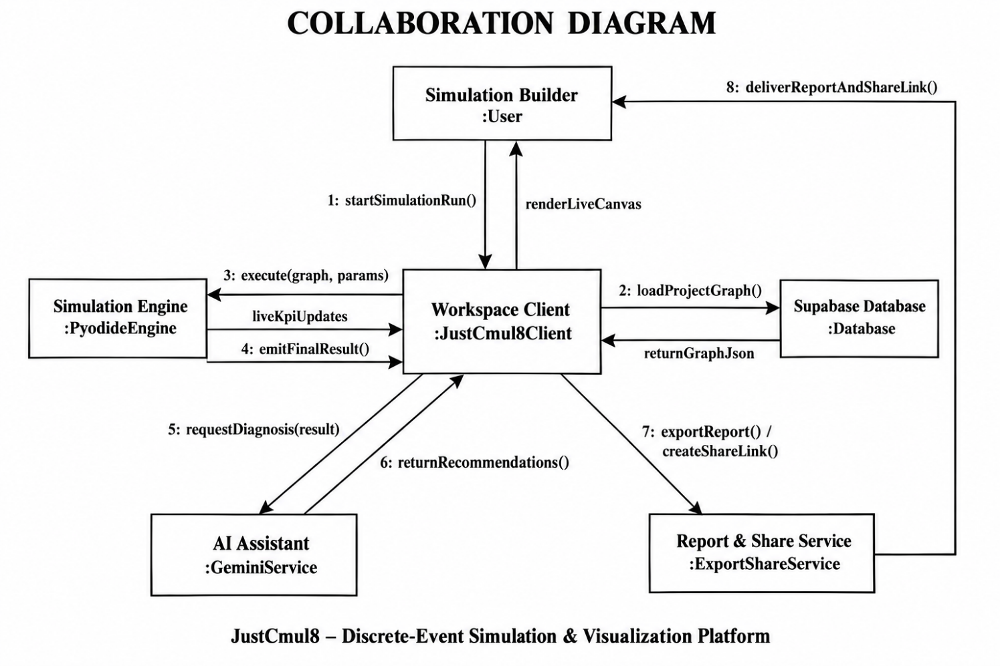 COLLABORATION DIAGRAM
Simulation Builder
:User
8: deliverReportAndShareLink()
1: startSimulationRun()
renderLiveCanvas
3: execute(graph, params)
Simulation Engine
:PyodideEngine
liveKpiUpdates
4: emitFinalResult()
Workspace Client
:JustCmul8Client
2: loadProjectGraph()
Supabase Database
:Database
returnGraphJson
5: requestDiagnosis(result)
6: returnRecommendations()
7: exportReport() /
createShareLink()
AI Assistant
:GeminiService
Report & Share Service
:ExportShareService
JustCmul8 – Discrete-Event Simulation & Visualization Platform